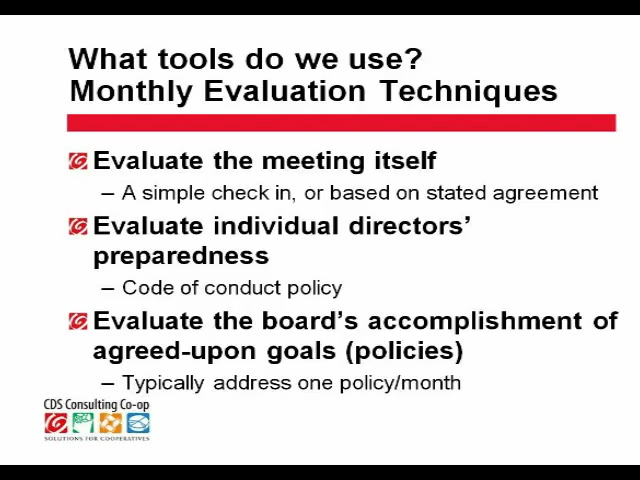 What tools do we use?
Monthly Evaluation Techniques
Evaluate the meeting itself
– A simple check in, or based on stated agreement
Evaluate individual directors’
preparedness
– Code of conduct policy
Evaluate the board’s accomplishment of
agreed-upon goals (policies)
– Typically address one policy/month
CDS Consulting Co-op
SOLUTIONS FOR COOPERATIVES